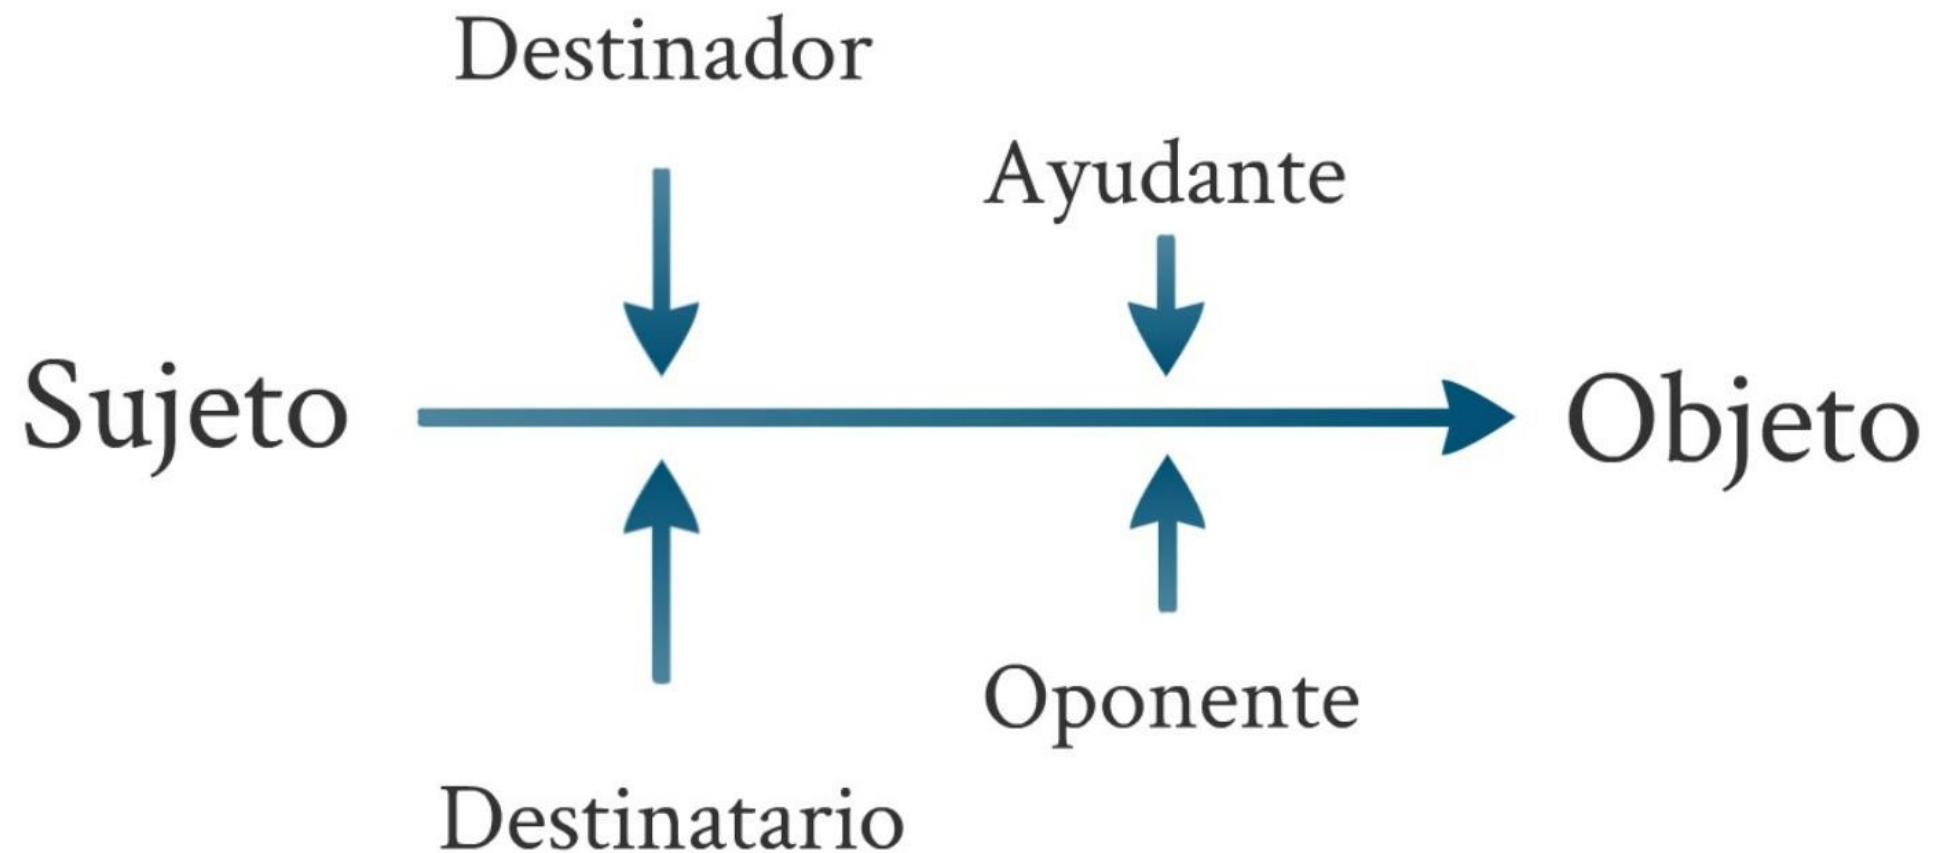 Destinador
Ayudante
Sujeto
Objeto
Oponente
Destinatario